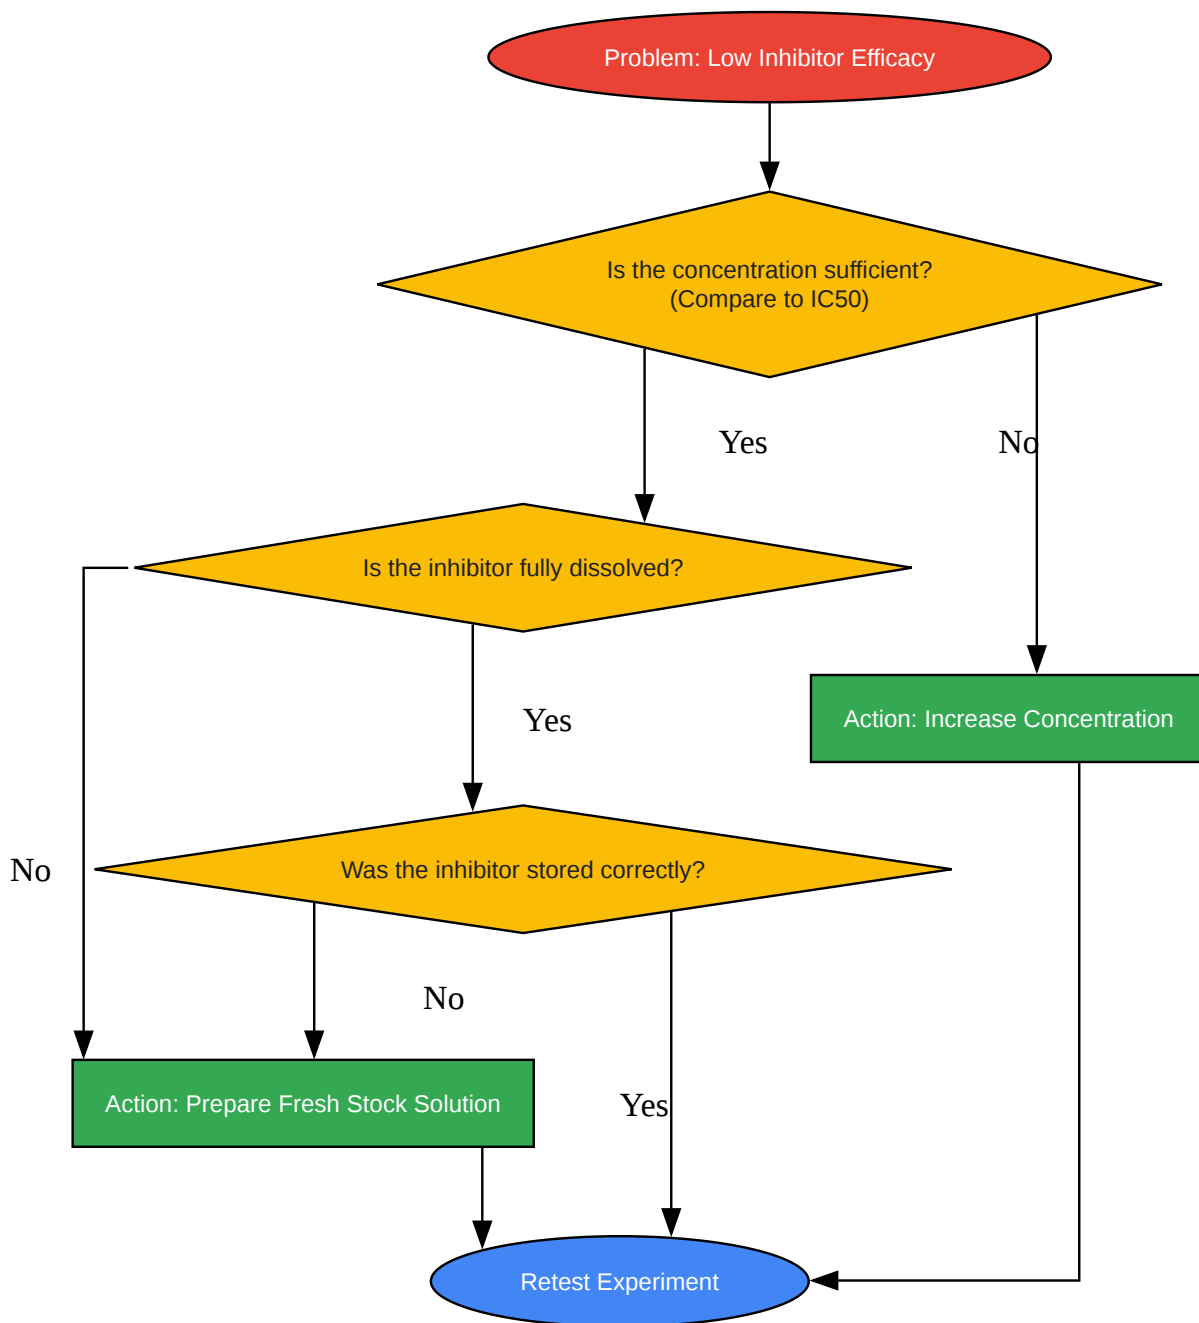 Problem: Low Inhibitor Efficacy
Is the concentration sufficient?
(Compare to IC50)
Yes
No
Is the inhibitor fully dissolved?
Yes
Action: Increase Concentration
No
Was the inhibitor stored correctly?
No
Action: Prepare Fresh Stock Solution
Yes
Retest Experiment